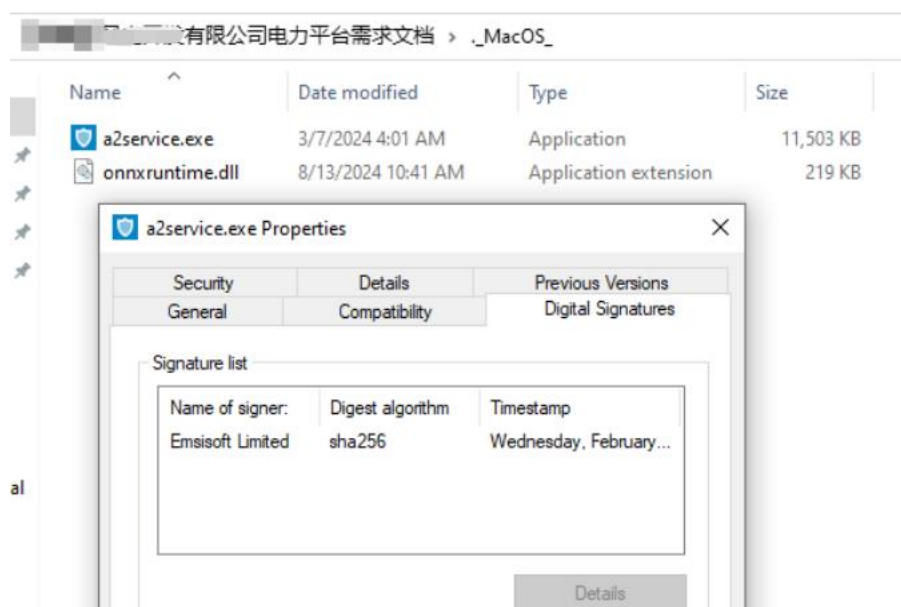 有限公司电力平台需求文档 › ._MacOS_
Name Date modified Type Size
a2service.exe 3/7/2024 4:01 AM Application 11,503 KB
onnxruntime.dll 8/13/2024 10:41 AM Application extension 219 KB
a2service.exe Properties
Security Details Previous Versions
General Compatibility Digital Signatures
Signature list
Name of signer: Digest algorithm Timestamp
Emsisoft Limited sha256 Wednesday, February...
al
Details